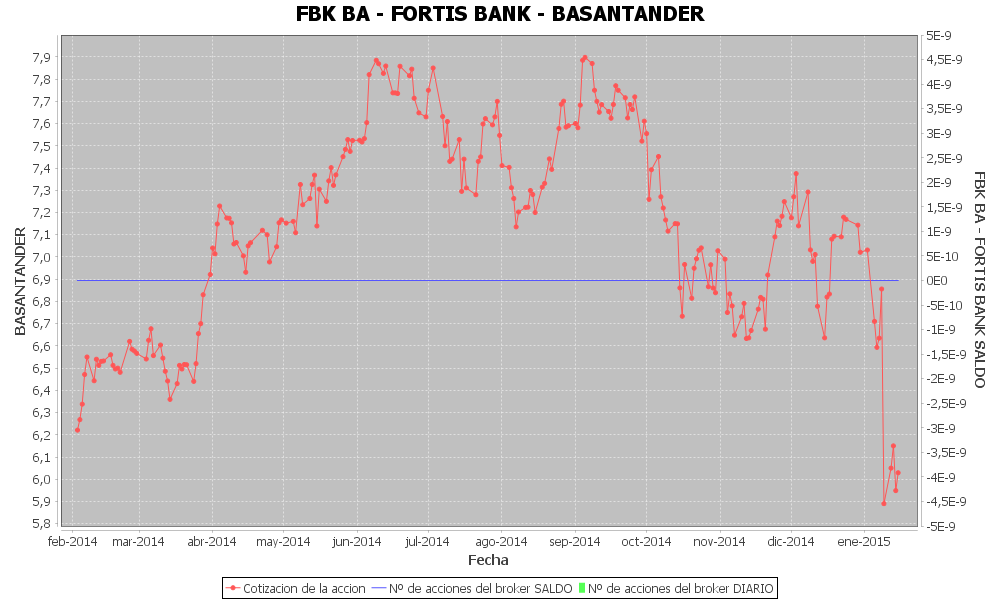 FBK BA - FORTIS BANK - BASANTANDER
BASANTANDER
7,9
7,8
7,7
7,6
7,5
7,4
7,3
7,2
7,1
7,0
6,9
6,8
6,7
6,6
6,5
6,4
6,3
6,2
6,1
6,0
5,9
5,8
5E-9
4,5E-9
4E-9
3,5E-9
3E-9
2,5E-9
2E-9
1,5E-9
1E-9
5E-10
0E0
-5E-10
-1E-9
-1,5E-9
-2E-9
-2,5E-9
-3E-9
-3,5E-9
-4E-9
-4,5E-9
-5E-9
FBK BA - FORTIS BANK SALDO
feb-2014 mar-2014 abr-2014 may-2014 jun-2014 jul-2014 ago-2014 sep-2014 oct-2014 nov-2014 dic-2014 ene-2015
Fecha
Cotizacion de la accion Nº de acciones del broker SALDO Nº de acciones del broker DIARIO